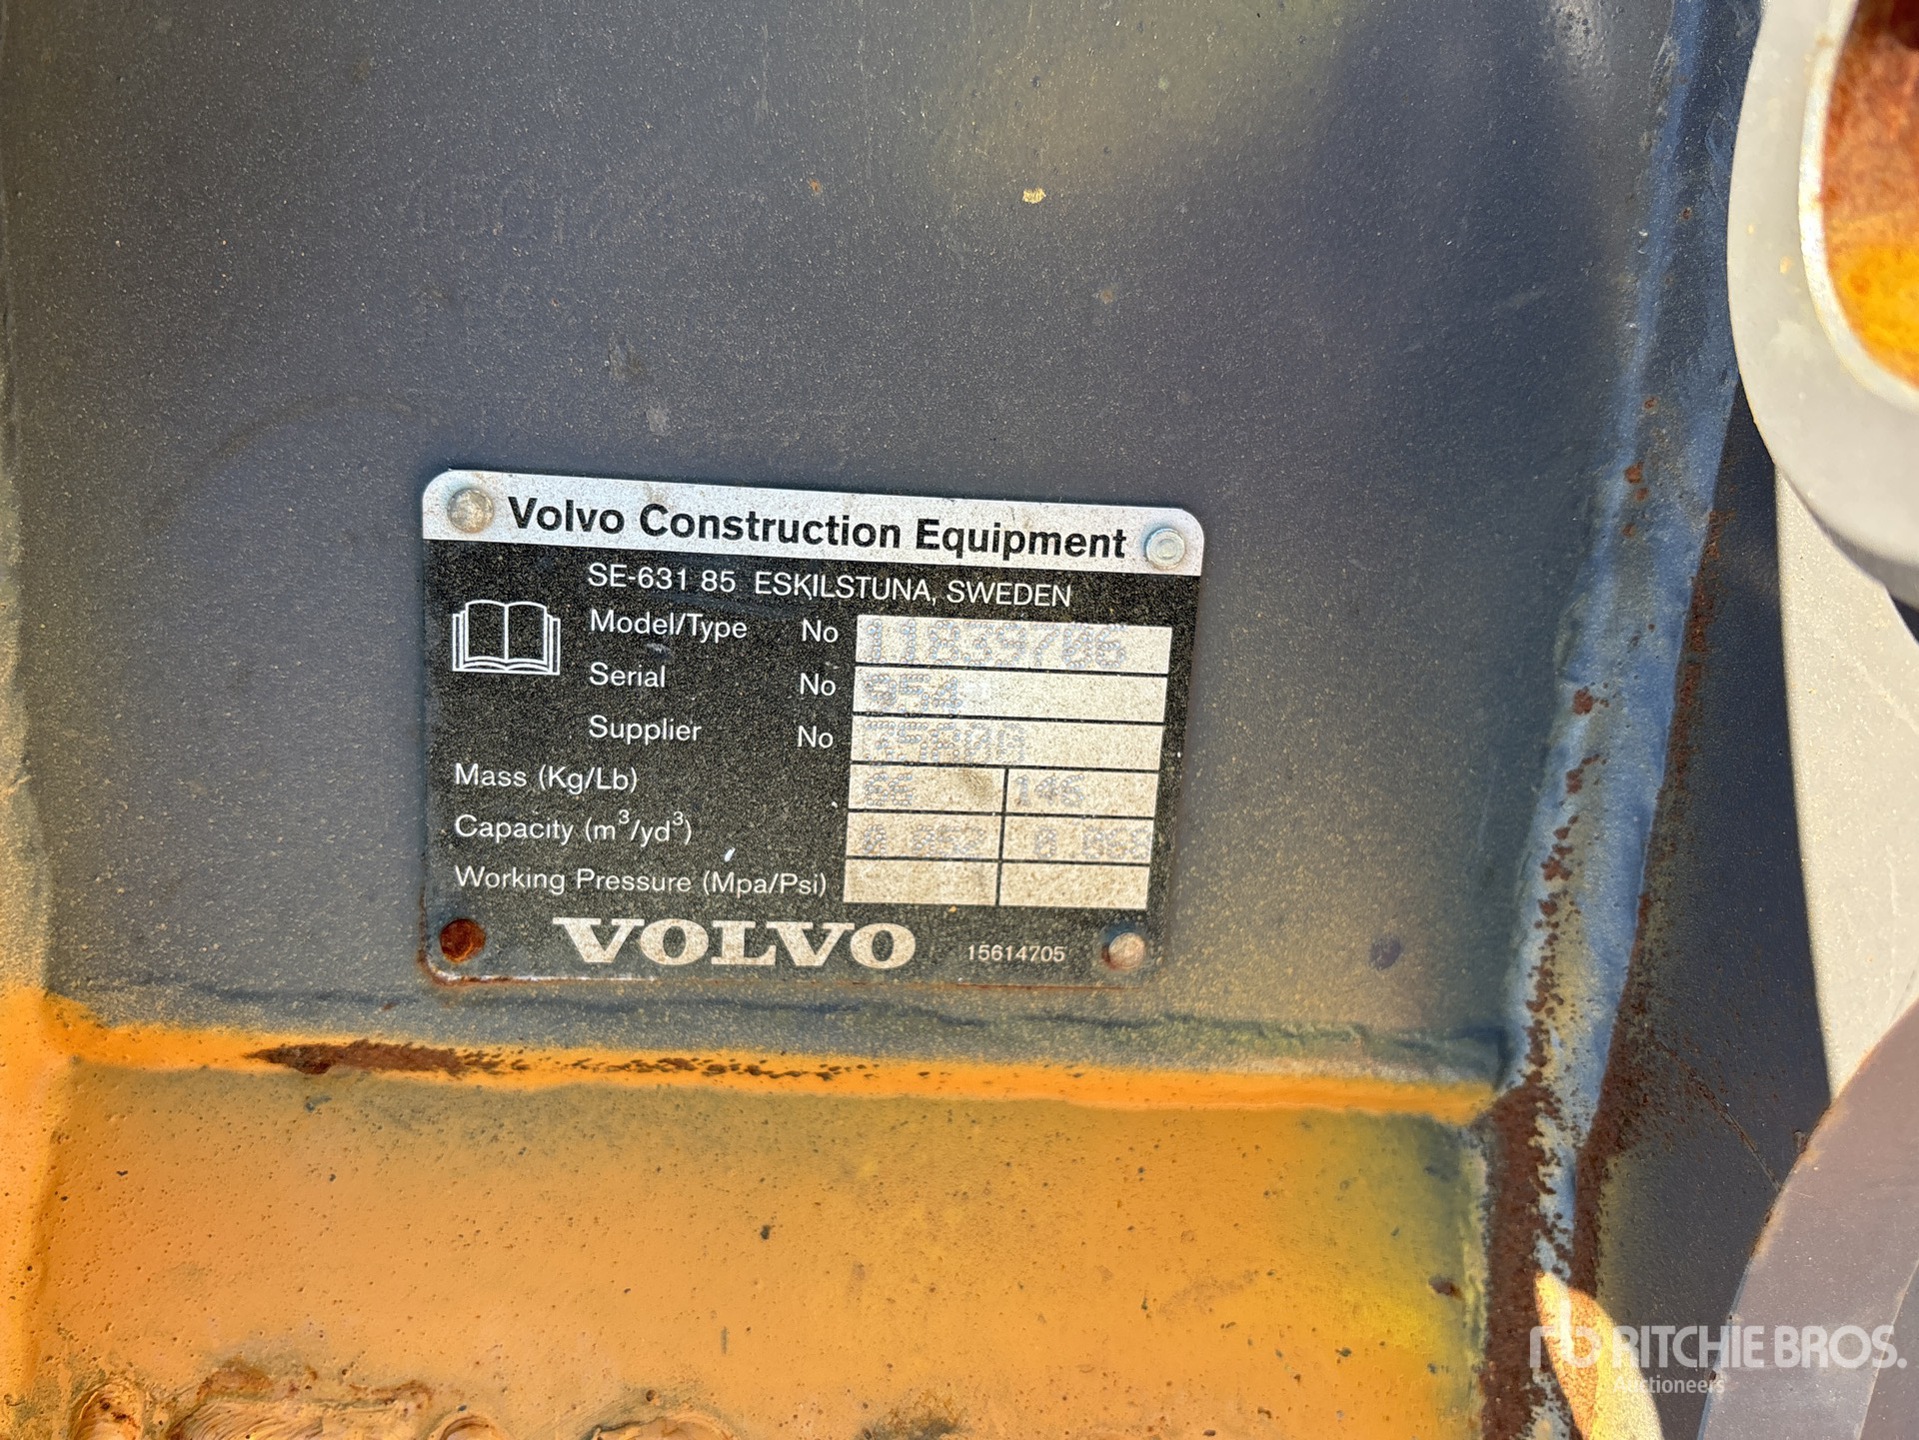 Volvo Construction Equipment
SE-631 85 ESKILSTUNA, SWEDEN
Model/Type No
Serial No 954
Supplier No
Mass (Kg/Lb) 146
Capacity (m³/yd³)
Working Pressure (Mpa/Psi)
VOLVO 15614705
RITCHIE BROS.
Auctioneers